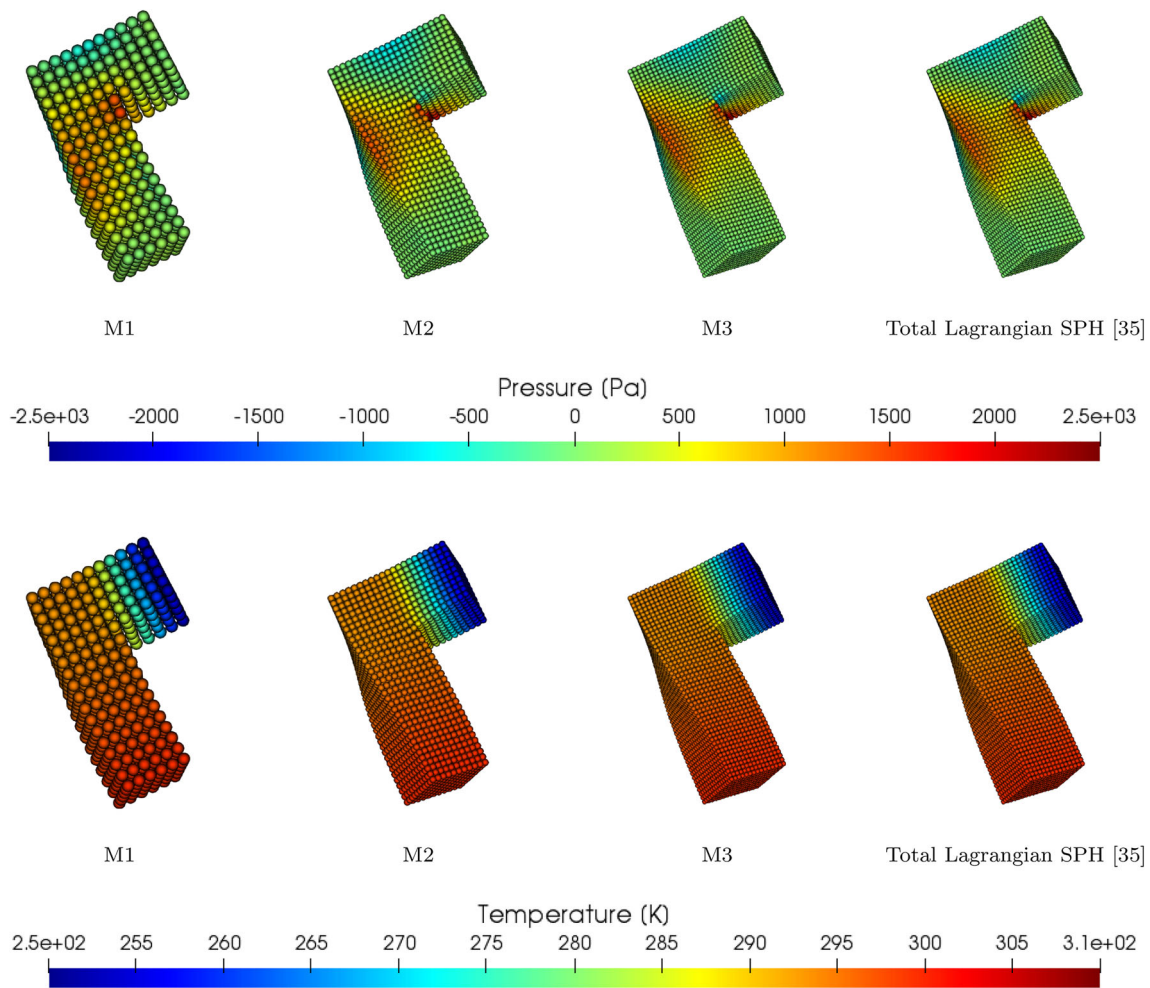 M1 M2 M3 Total Lagrangian SPH [35]
Pressure (Pa)
-2.5e+03 -2000 -1500 -1000 -500 0 500 1000 1500 2000 2.5e+03
M1 M2 M3 Total Lagrangian SPH [35]
Temperature (K)
2.5e+02 255 260 265 270 275 280 285 290 295 300 305 3.1e+02